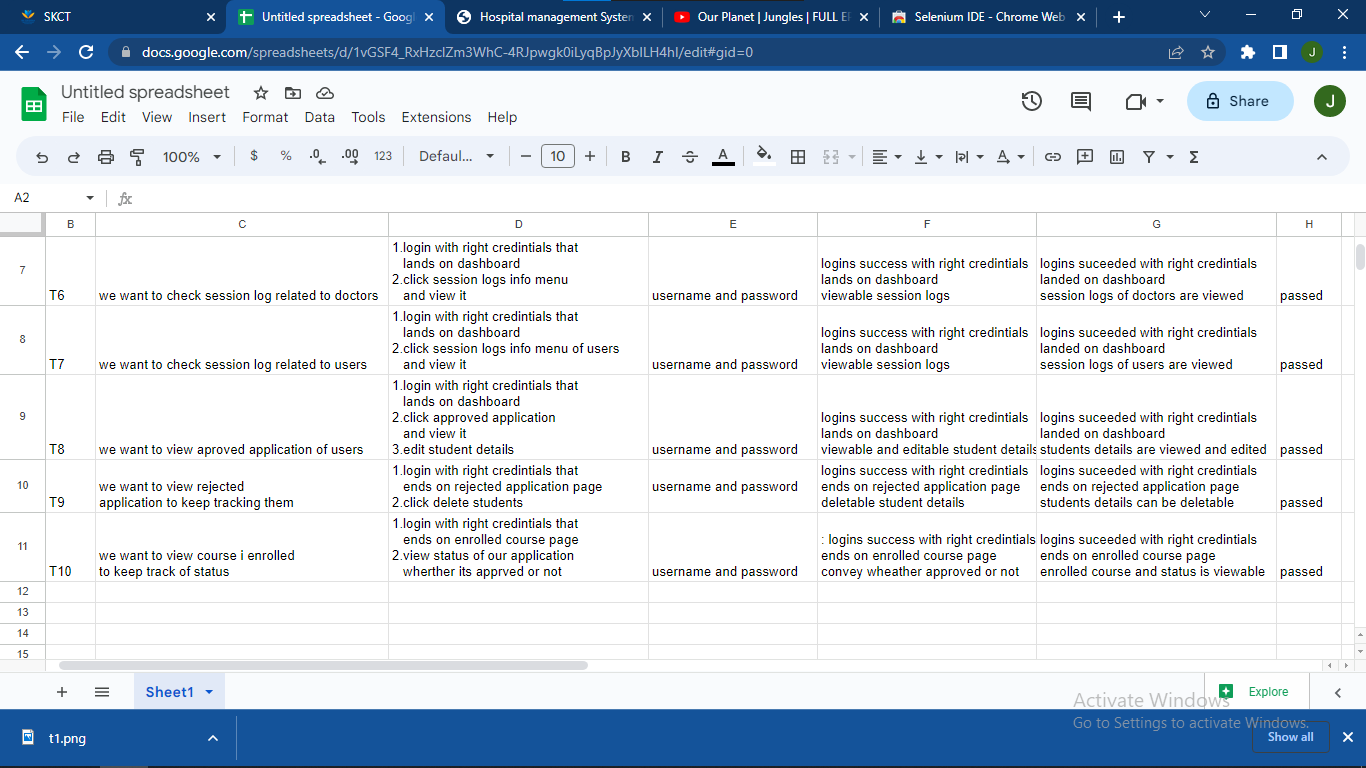 SKCT
Untitled spreadsheet - Goog
Hospital management System
Our Planet | Jungles | FULL E
Selenium IDE - Chrome Web
docs.google.com/spreadsheets/d/1vGSF4_RxHzclZm3WhC-4RJpwgk0iLyqBpJyXbILH4hI/edit#gid=0
J
Untitled spreadsheet
File Edit View Insert Format Data Tools Extensions Help
Share
J
100% $ % .0 .00 123 Defaul... 10 B I A
A2 fx
B C D E F G H
7
T6
we want to check session log related to doctors
1.login with right credintials that
lands on dashboard
2.click session logs info menu
and view it
username and password
logins success with right credintials
lands on dashboard
viewable session logs
logins suceeded with right credintials
landed on dashboard
session logs of doctors are viewed
passed
8
T7
we want to check session log related to users
1.login with right credintials that
lands on dashboard
2.click session logs info menu of users
and view it
username and password
logins success with right credintials
lands on dashboard
viewable session logs
logins suceeded with right credintials
landed on dashboard
session logs of users are viewed
passed
9
T8
we want to view aproved application of users
1.login with right credintials that
lands on dashboard
2.click approved application
and view it
3.edit student details
username and password
logins success with right credintials
lands on dashboard
viewable and editable student details
logins suceeded with right credintials
landed on dashboard
students details are viewed and edited
passed
10
T9
we want to view rejected
application to keep tracking them
1.login with right credintials that
ends on rejected application page
2.click delete students
username and password
logins success with right credintials
ends on rejected application page
deletable student details
logins suceeded with right credintials
ends on rejected application page
students details can be deletable
passed
11
T10
we want to view course i enrolled
to keep track of status
1.login with right credintials that
ends on enrolled course page
2.view status of our application
wherther its apprved or not
username and password
: logins success with right credintials
ends on enrolled course page
convey wheather approved or not
logins suceeded with right credintials
ends on enrolled course page
enrolled course and status is viewable
passed
12
13
14
15
Sheet1
Explore
Activate Windows
Go to Settings to activate Windows.
t1.png
Show all